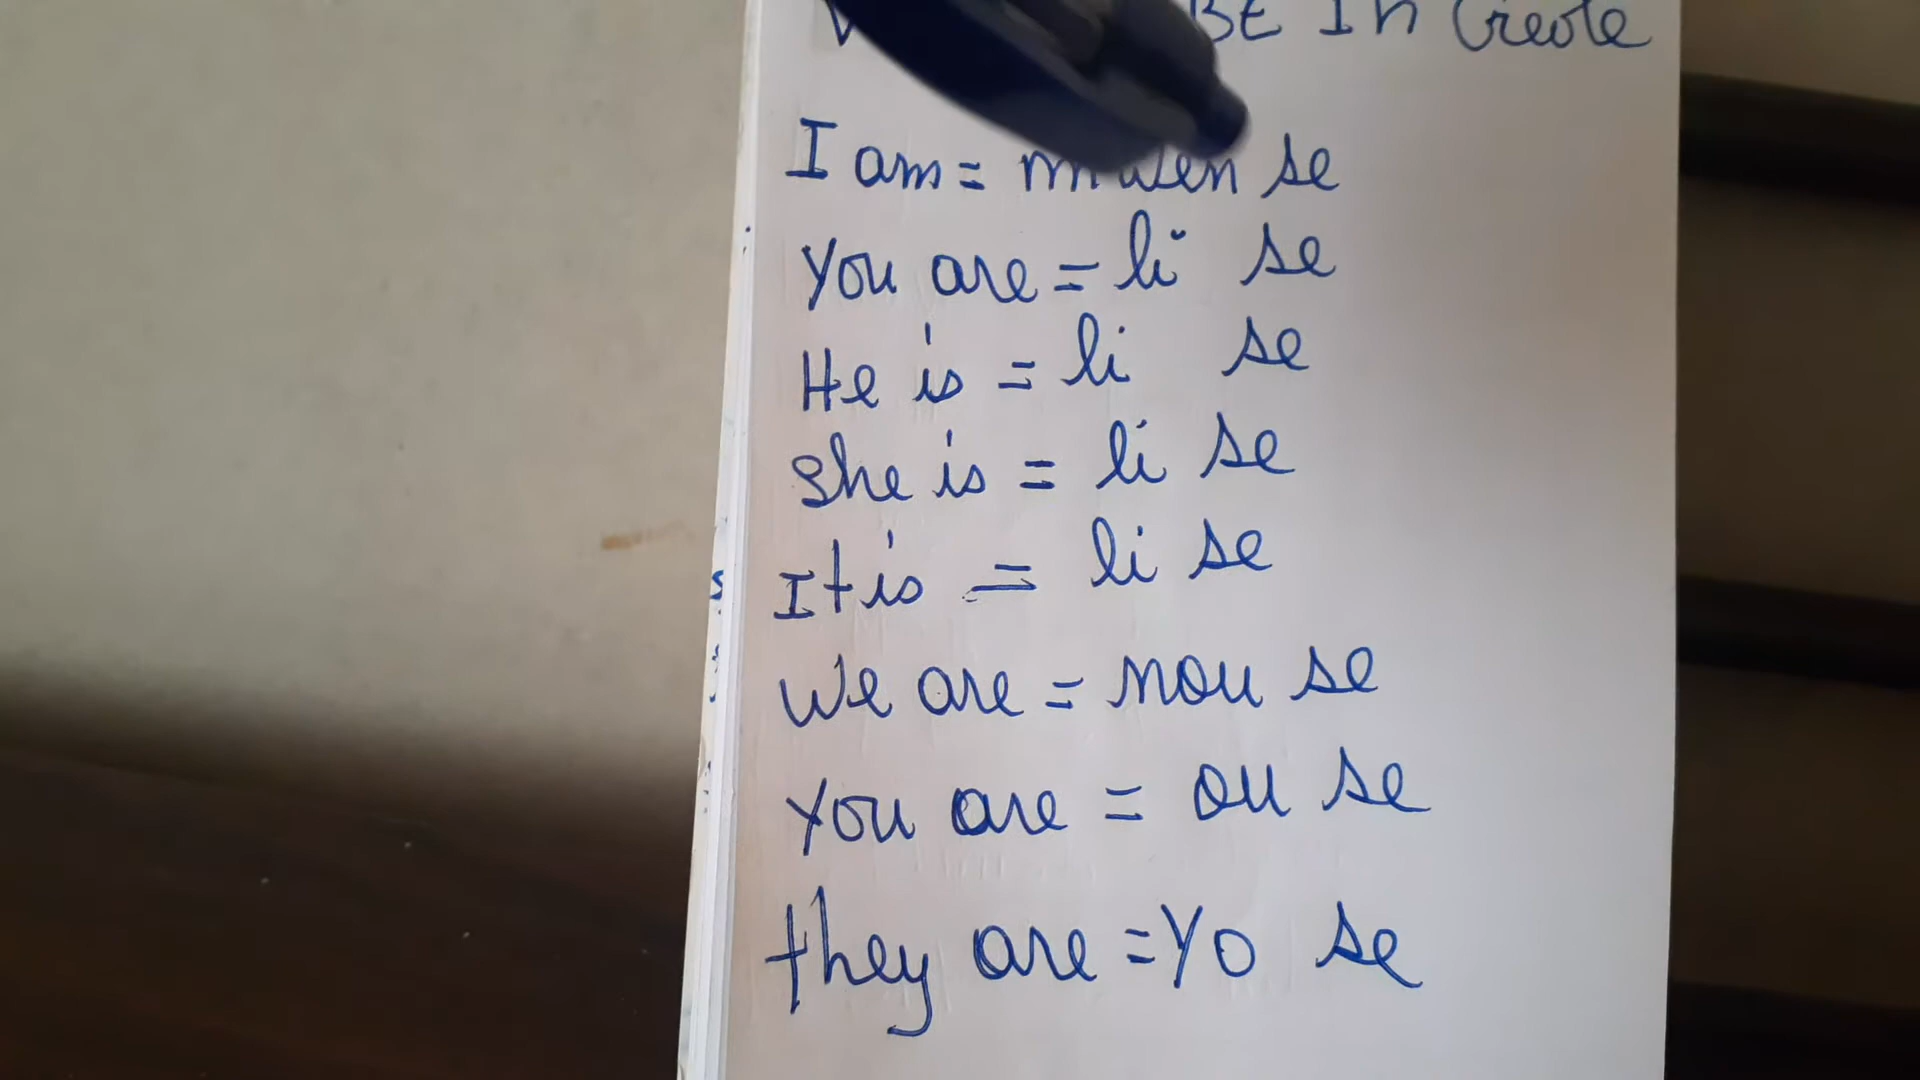 BE In Creole
I am = mwen se
You are = li se
He is = li se
she is = li se
It is = li se
We are = nou se
You are = ou se
they are = Yo se